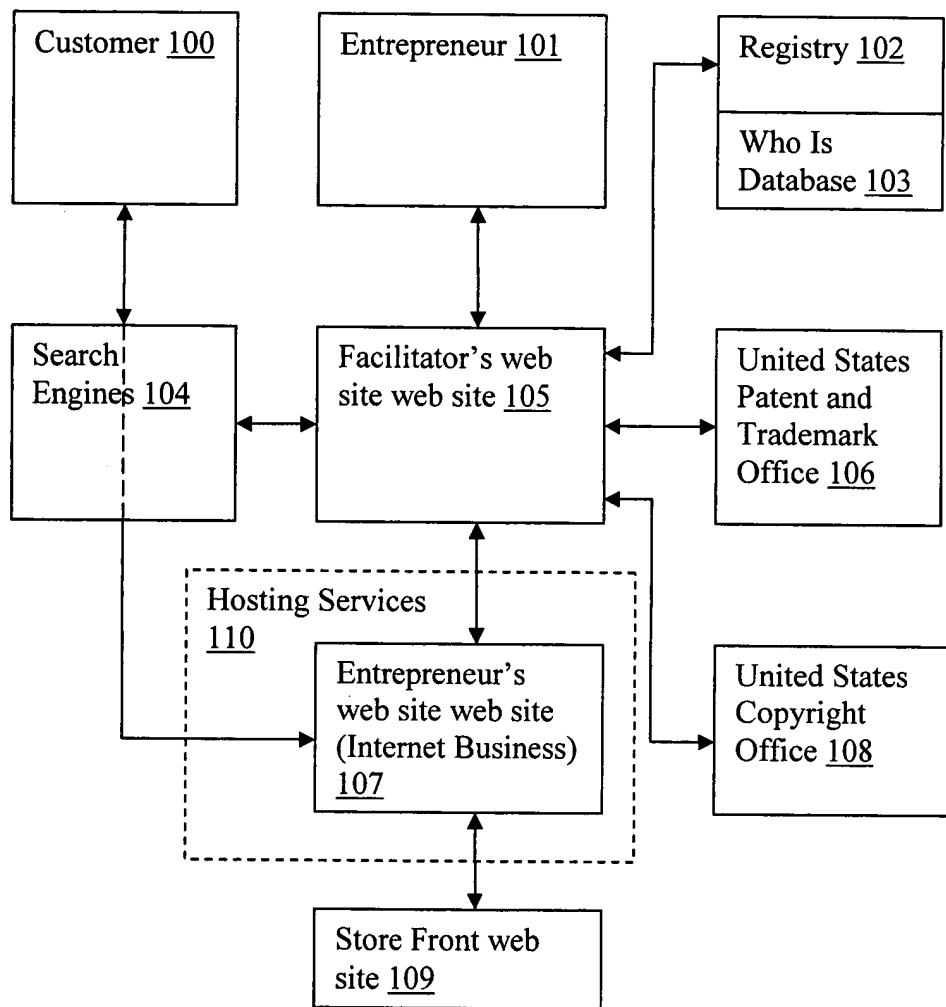 Customer 100
Entrepreneur 101
Registry 102
Who Is
Database 103
Search
Engines 104
Facilitator's web
site web site 105
United States
Patent and
Trademark
Office 106
Hosting Services
110
Entrepreneur's
web site web site
(Internet Business)
107
United States
Copyright
Office 108
Store Front web
site 109